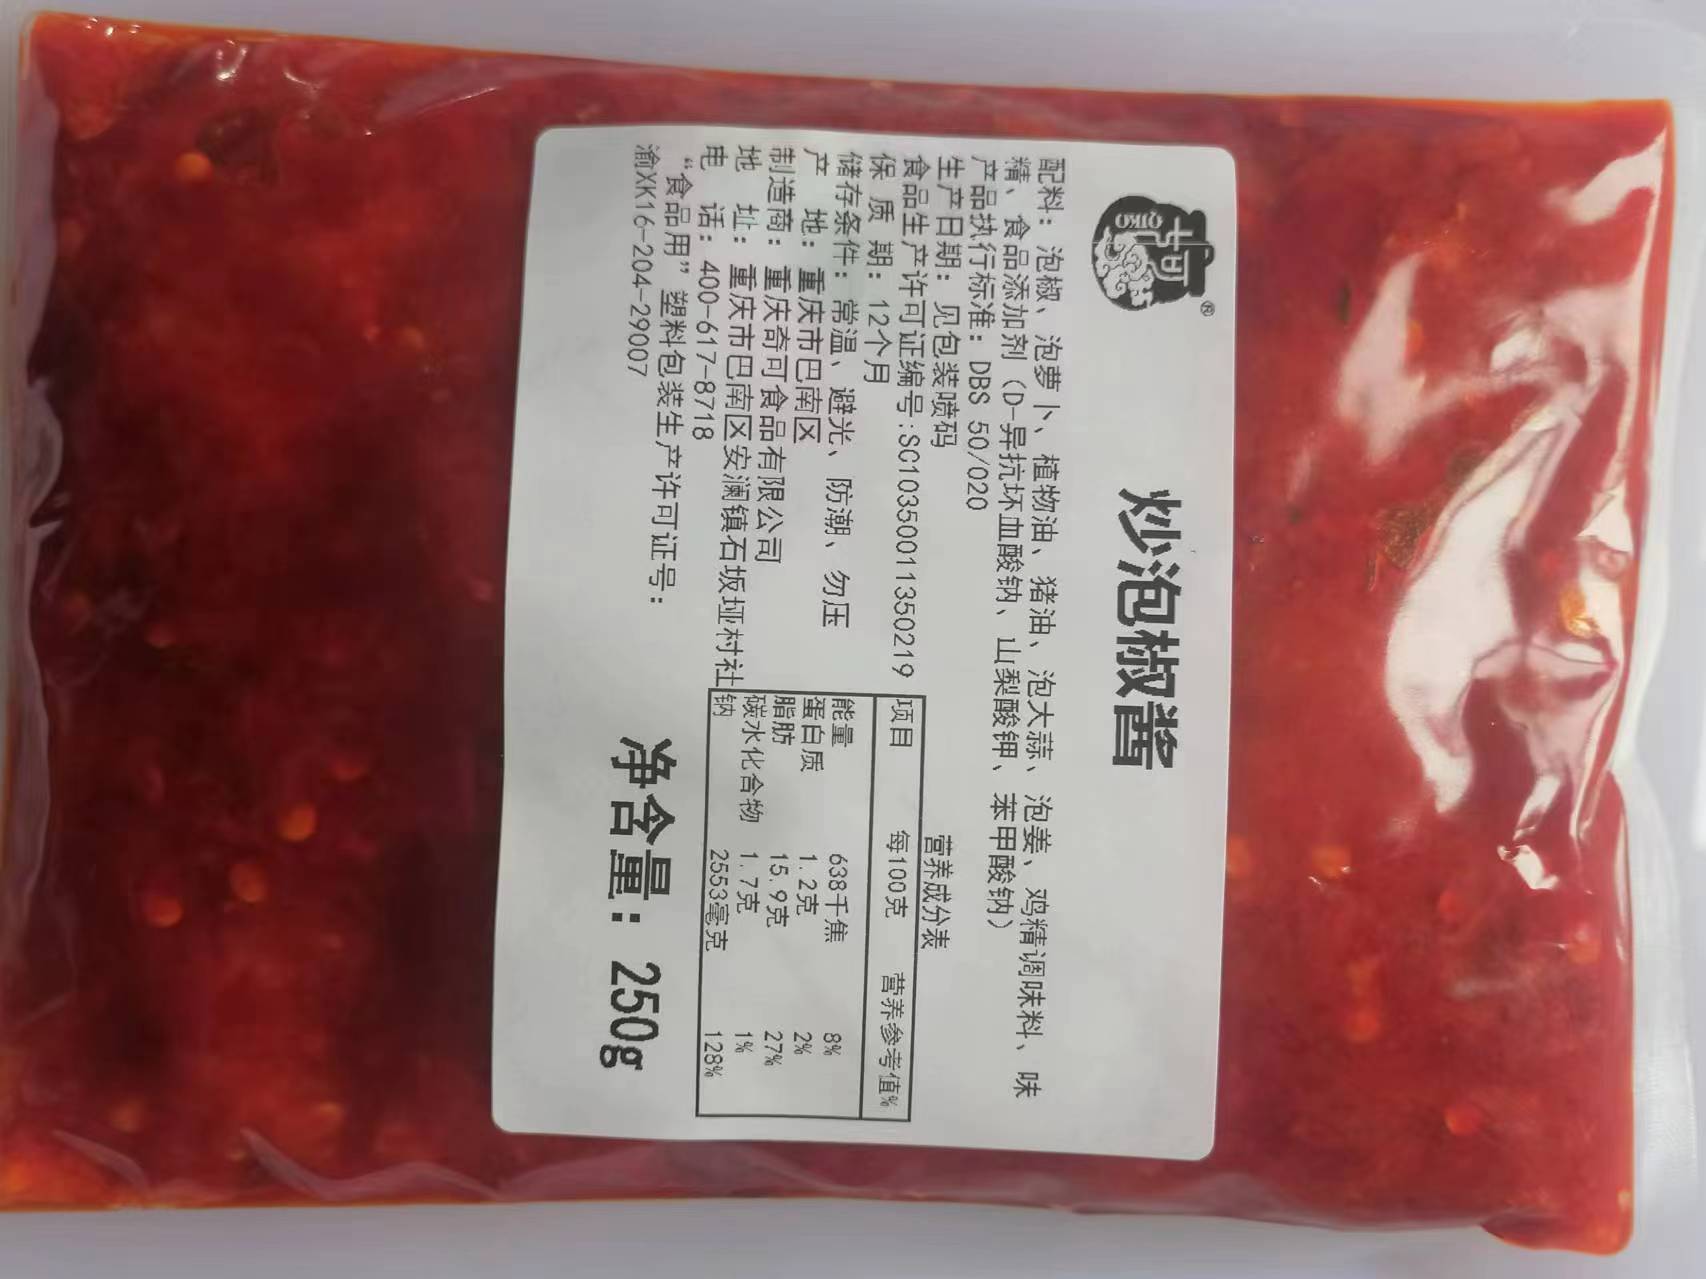 奇可
QIKO
®
炒泡椒酱
配料：泡椒、泡萝卜、植物油、猪油、泡大蒜、泡姜、鸡精调味料、味
精、食品添加剂（D-异抗坏血酸钠、山梨酸钾、苯甲酸钠）
产品执行标准：DBS 50/020
生产日期：见包装喷码
食品生产许可证编号:SC10350011350219
保 质 期：12个月
储存条件：常温、避光、防潮、勿压
产 地：重庆市巴南区
制造商：重庆奇可食品有限公司
地 址：重庆市巴南区安澜镇石坂垭村社
电 话：400-617-8718
“食品用”塑料包装生产许可证号：
渝XK16-204-29007
营养成分表
项目 每100克 营养参考值%
能量 638千焦 8%
蛋白质 1.2克 2%
脂肪 15.9克 27%
碳水化合物 1.7克 1%
钠 2553毫克 128%
净含量：250g